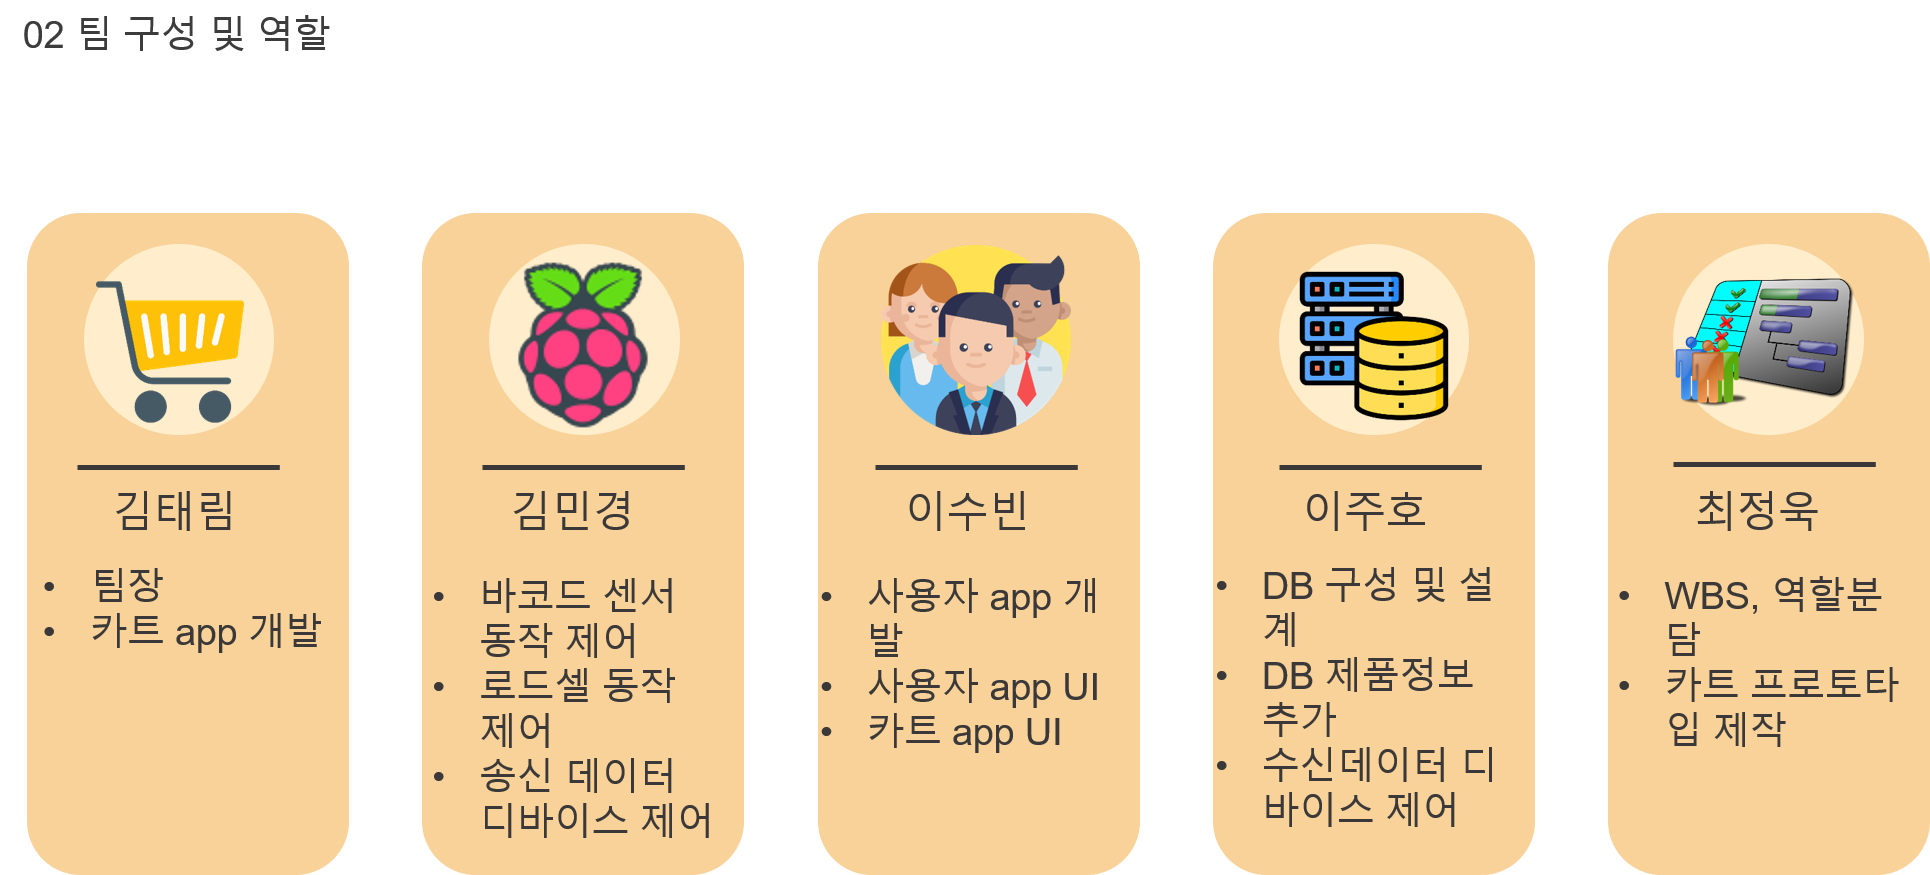 02 팀 구성 및 역할
김태림
• 팀장
• 카트 app 개발
김민경
• 바코드 센서
동작 제어
• 로드셀 동작
제어
• 송신 데이터
디바이스 제어
이수빈
• 사용자 app 개
발
• 사용자 app UI
• 카트 app UI
이주호
• DB 구성 및 설
계
• DB 제품정보
추가
• 수신데이터 디
바이스 제어
최정욱
• WBS, 역할분
담
• 카트 프로토타
입 제작